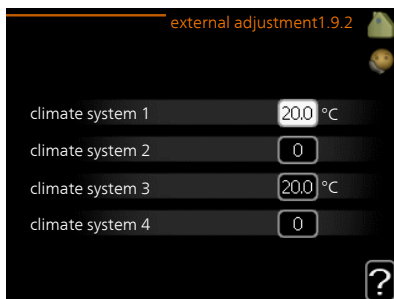 external adjustment1.9.2
climate system 1 20.0 °C
climate system 2 0
climate system 3 20.0 °C
climate system 4 0
?